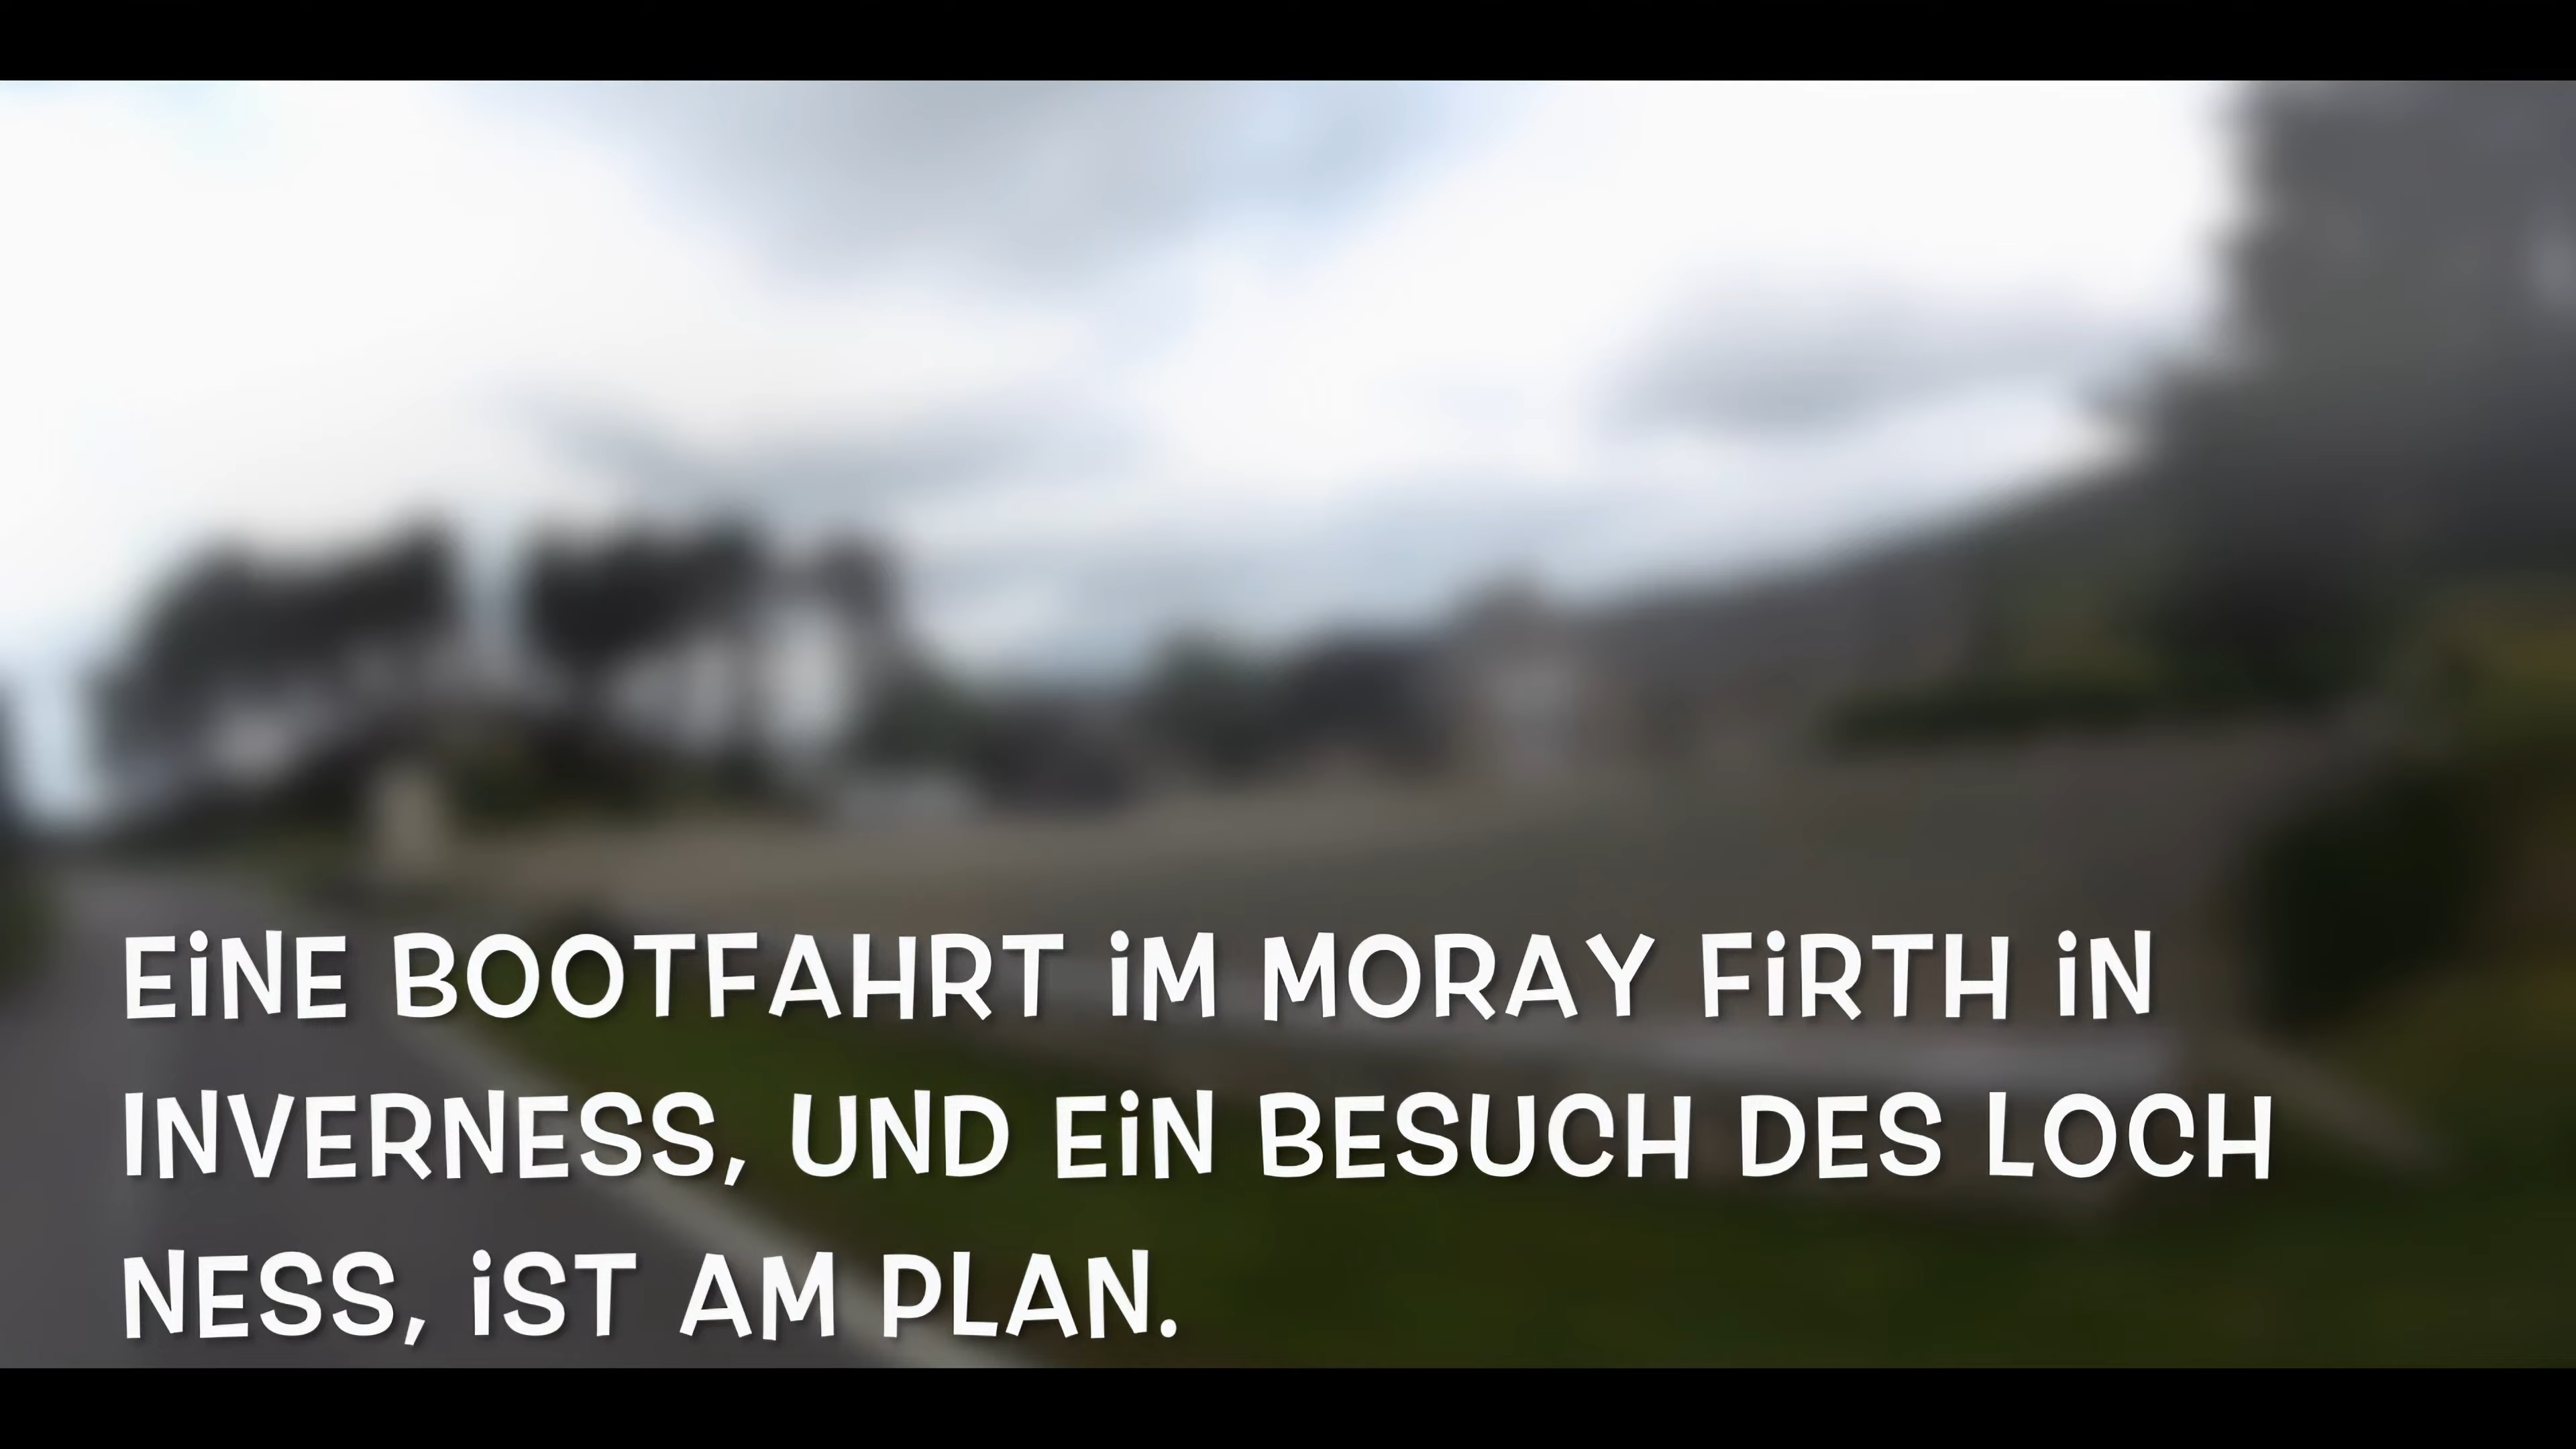 EiNE BOOTFAHRT iM MORAY FiRTH iN
INVERNESS, UND EiN BESUCH DES LOCH
NESS, iST AM PLAN.